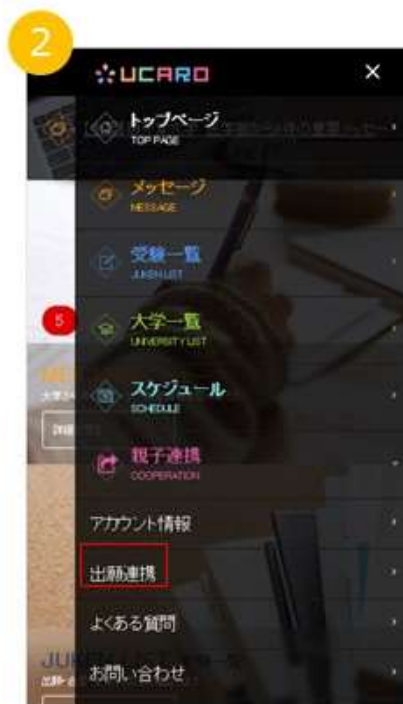 2
UCARO
×
トップページ
TOP PAGE
メッセージ
MESSAGE
受験一覧
JUKEN LIST
5
大学一覧
UNIVERSITY LIST
スケジュール
SCHEDULE
親子連携
COOPERATION
アカウント情報
出願連携
よくある質問
お問い合わせ